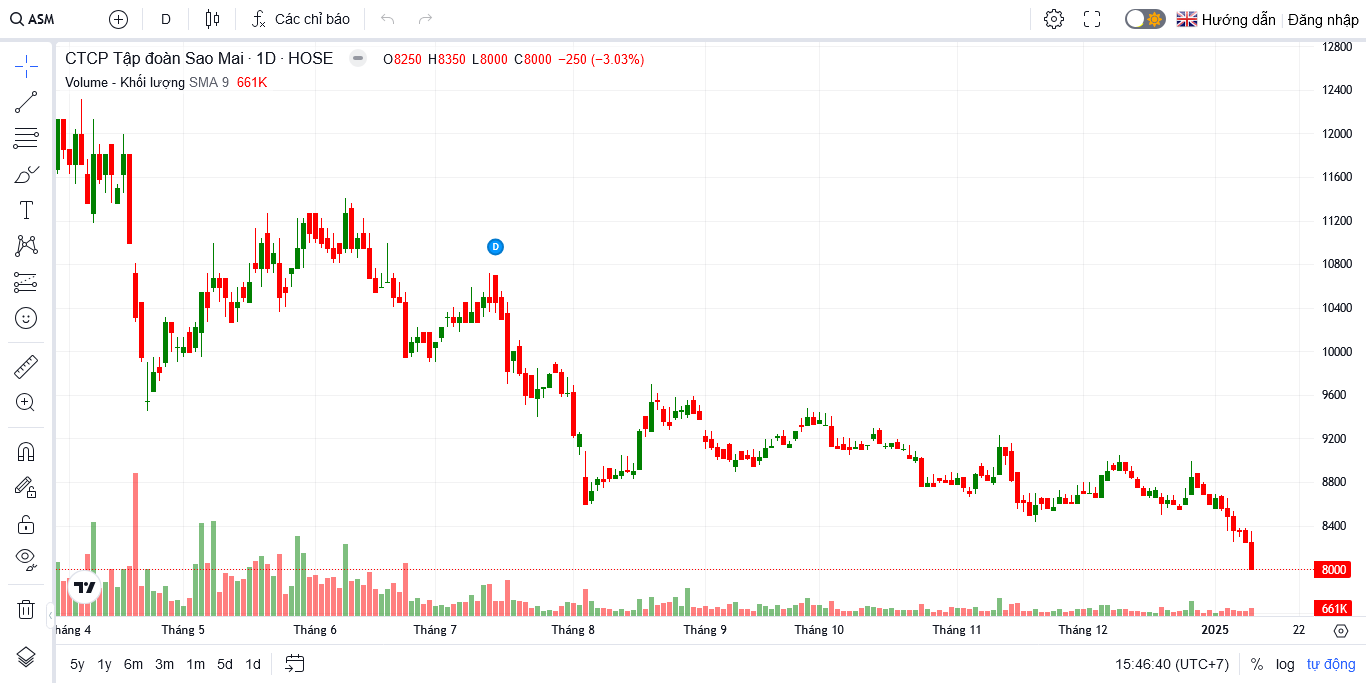 ASM D Các chỉ báo Hướng dẫn Đăng nhập
CTCP Tập đoàn Sao Mai · 1D · HOSE O8250 H8350 L8000 C8000 −250 (−3.03%)
Volume - Khối lượng SMA 9 661K
D
12800
12400
12000
11600
11200
10800
10400
10000
9600
9200
8800
8400
8000
661K
háng 4 Tháng 5 Tháng 6 Tháng 7 Tháng 8 Tháng 9 Tháng 10 Tháng 11 Tháng 12 2025 22
5y 1y 6m 3m 1m 5d 1d 15:46:40 (UTC+7) % log tự động